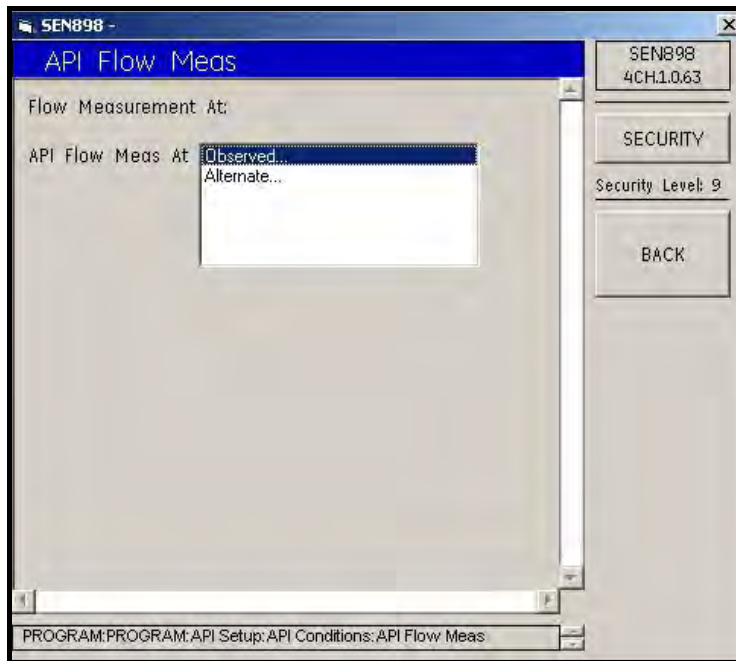 SEN898 -
API Flow Meas
SEN898
4CH.1.0.63
Flow Measurement At:
SECURITY
API Flow Meas At
Observed...
Alternate...
Security Level: 9
BACK
PROGRAM:PROGRAM:API Setup:API Conditions:API Flow Meas